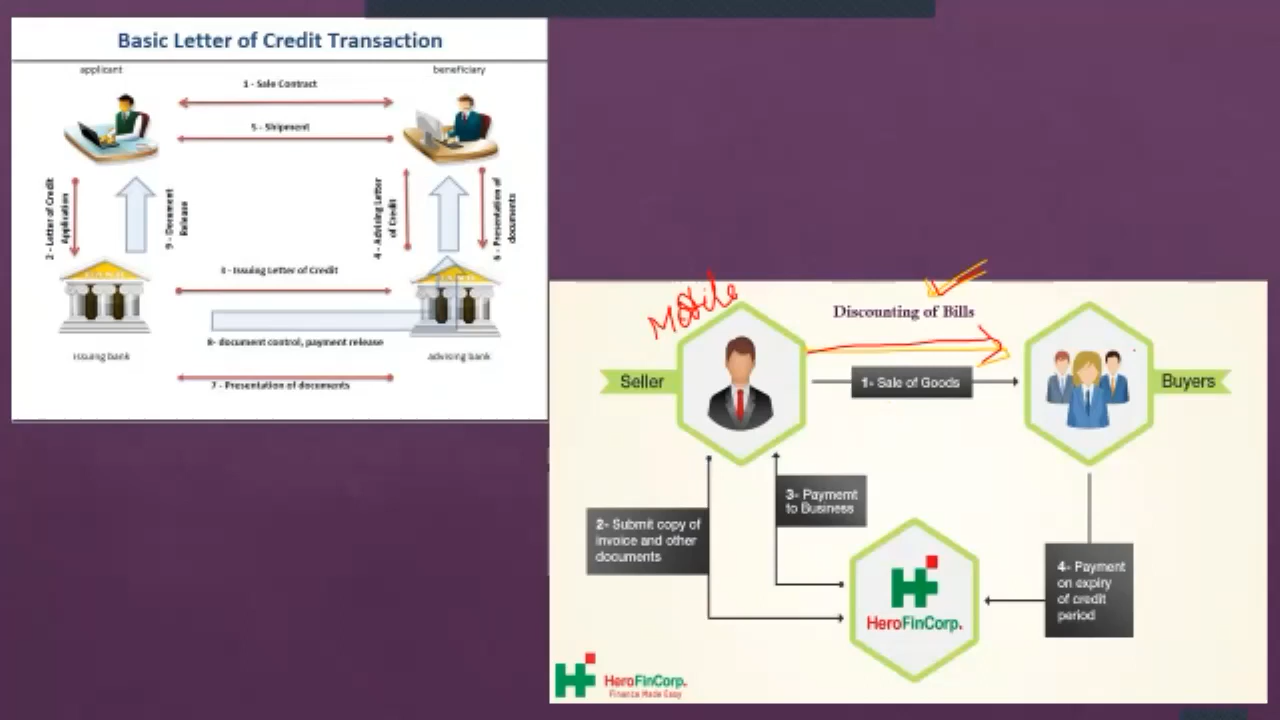 Basic Letter of Credit Transaction
applicant
beneficiary
1 - Sale Contract
5 - Shipment
2 - Letter of Credit
Application
9 - Document
Release
4 - Advising Letter
of Credit
6 - Presentation of
documents
3 - Issuing Letter of Credit
8- document control, payment release
issuing bank
advising bank
7 - Presentation of documents
Discounting of Bills
Seller
1- Sale of Goods
Buyers
3- Payment
to Business
2- Submit copy of
invoice and other
documents
4- Payment
on expiry
of credit
period
HeroFinCorp.
HeroFinCorp.
Finance Made Easy